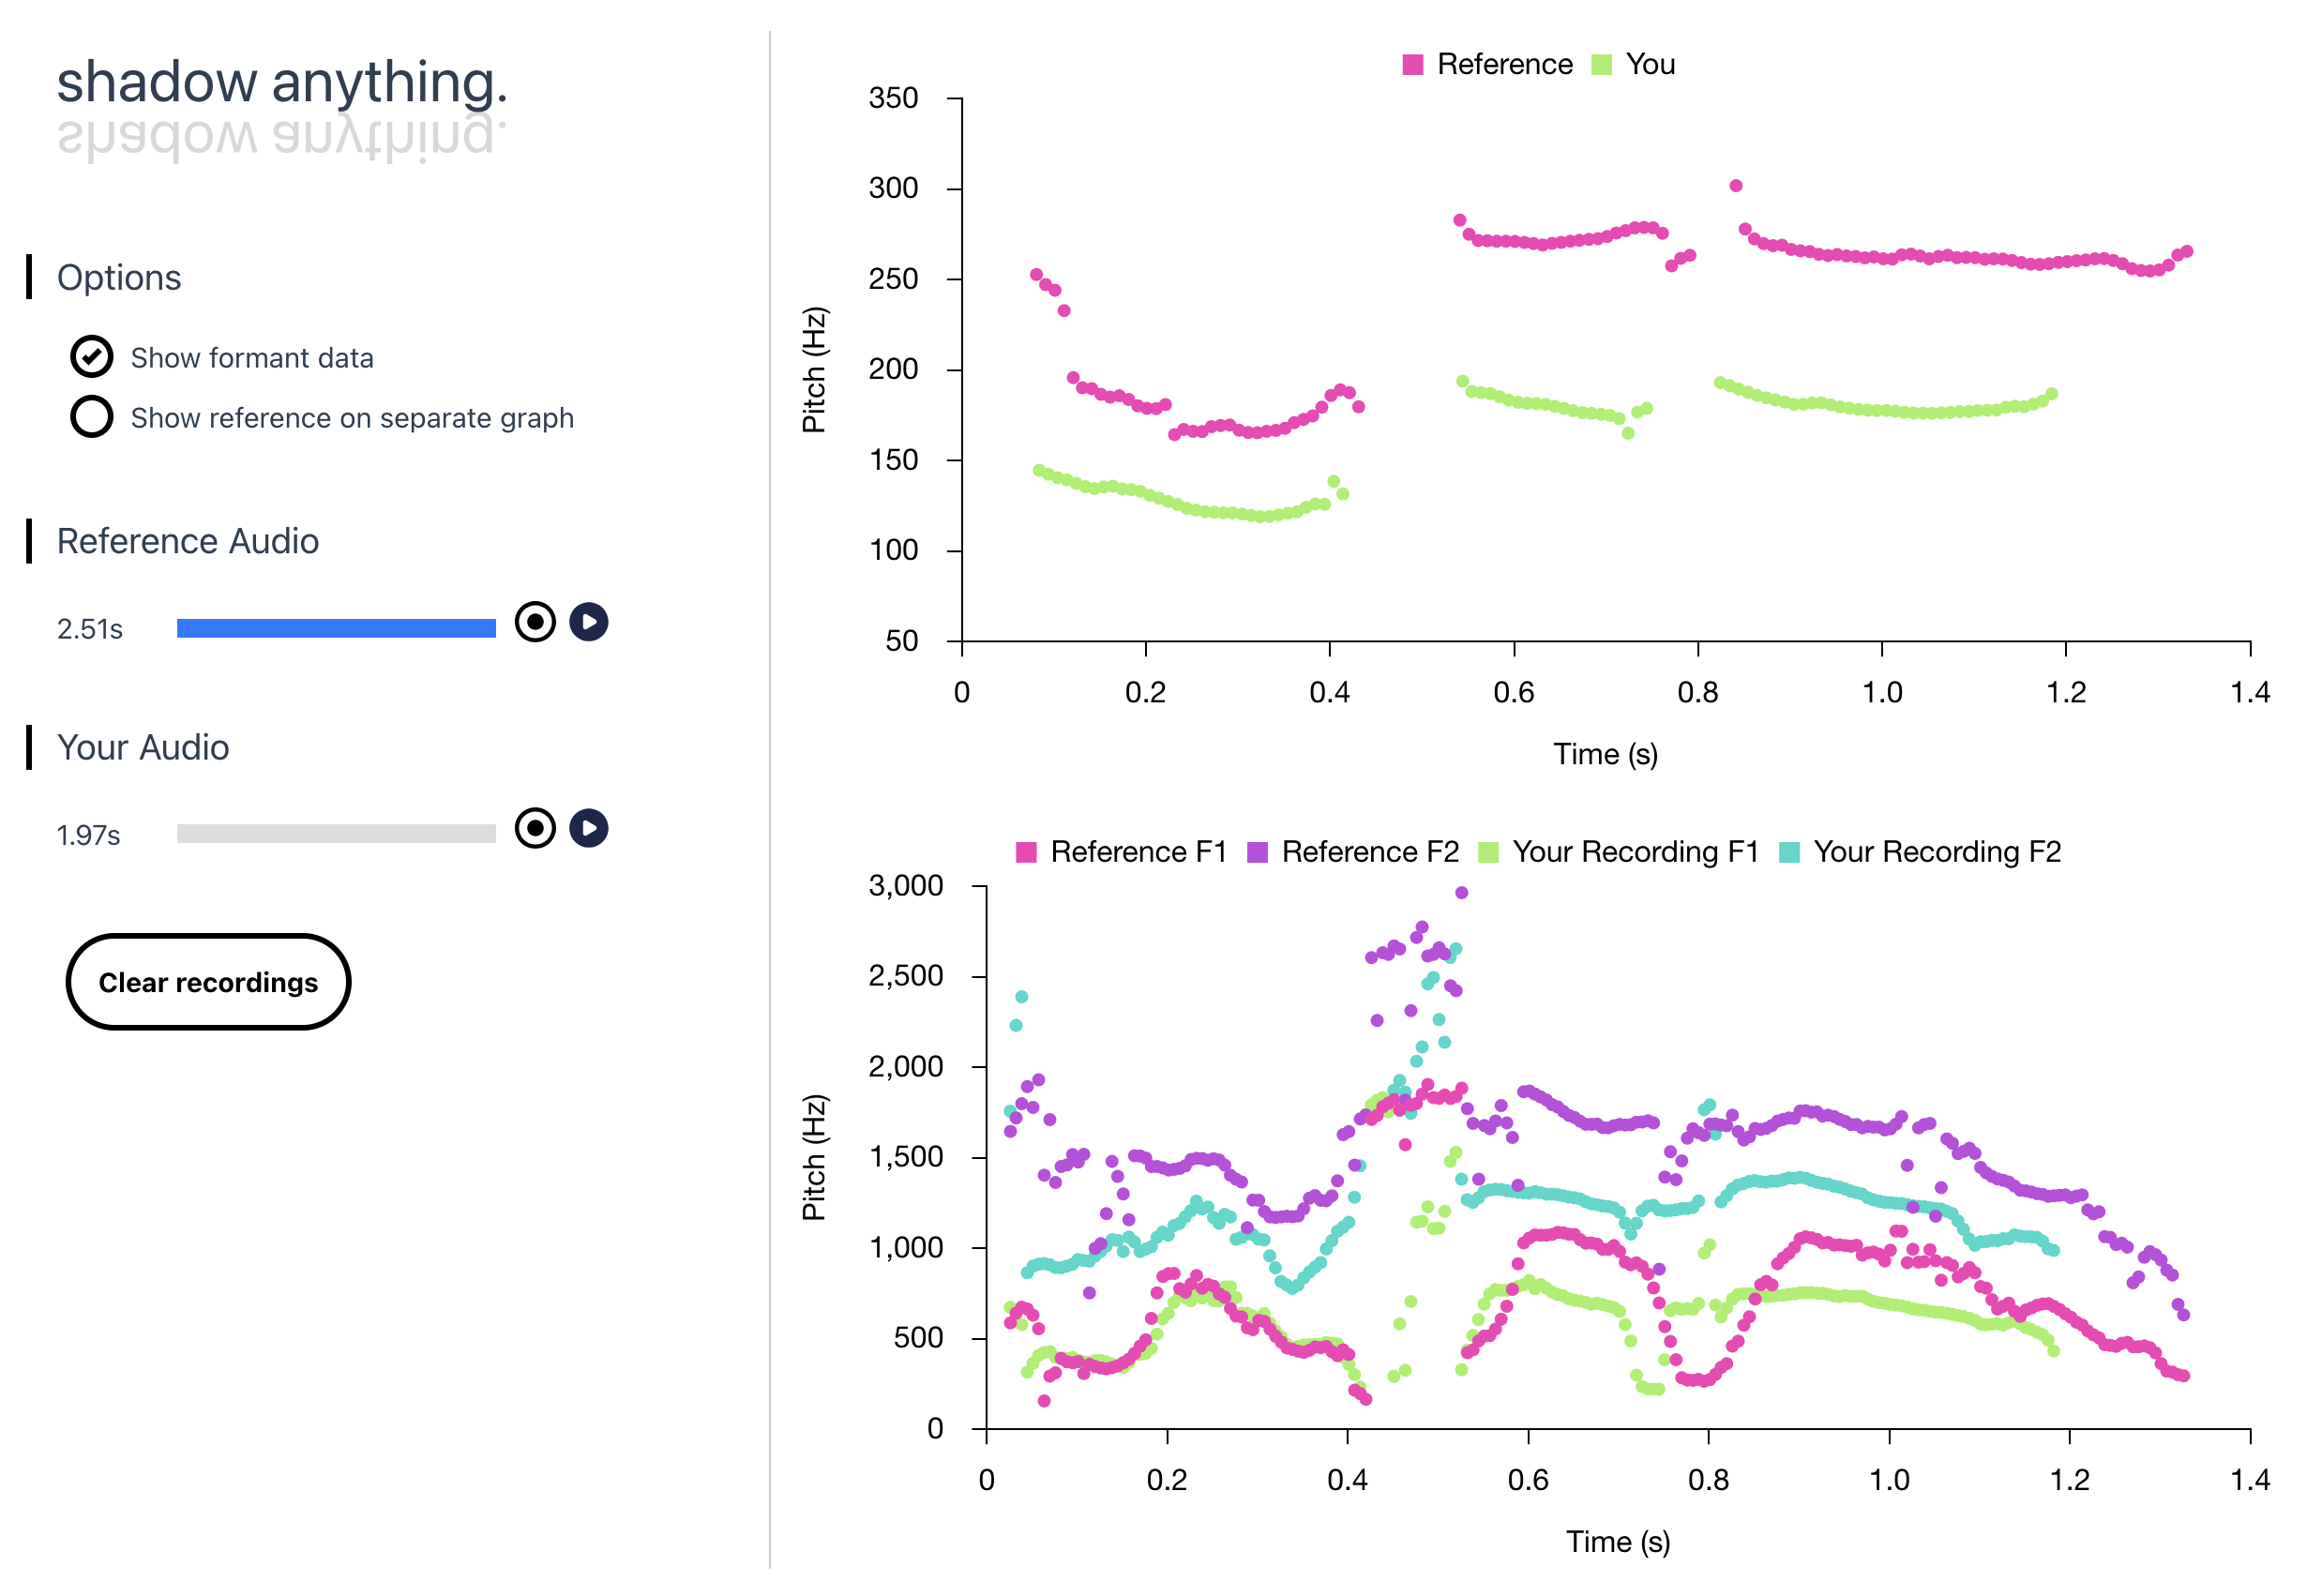 shadow anything.
Options
Show formant data
Show reference on separate graph
Reference Audio
2.51s
Your Audio
1.97s
Clear recordings
Reference You
350
300
250
200
150
100
50
Pitch (Hz)
0 0.2 0.4 0.6 0.8 1.0 1.2 1.4
Time (s)
Reference F1 Reference F2 Your Recording F1 Your Recording F2
3,000
2,500
2,000
1,500
1,000
500
0
Pitch (Hz)
0 0.2 0.4 0.6 0.8 1.0 1.2 1.4
Time (s)